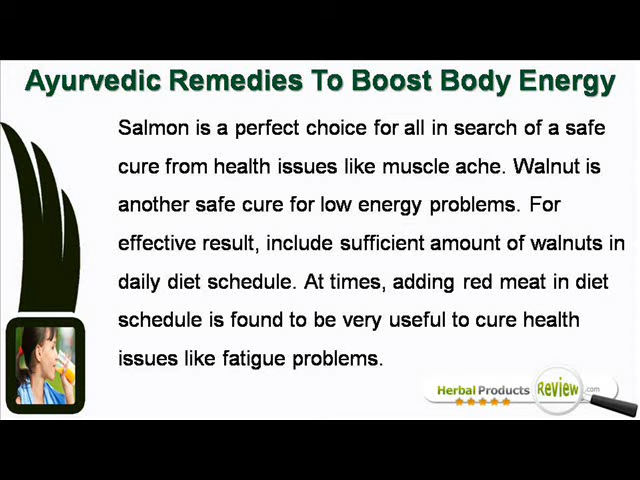 Ayurvedic Remedies To Boost Body Energy
Salmon is a perfect choice for all in search of a safe
cure from health issues like muscle ache. Walnut is
another safe cure for low energy problems. For
effective result, include sufficient amount of walnuts in
daily diet schedule. At times, adding red meat in diet
schedule is found to be very useful to cure health
issues like fatigue problems.
Herbal Products Review.com